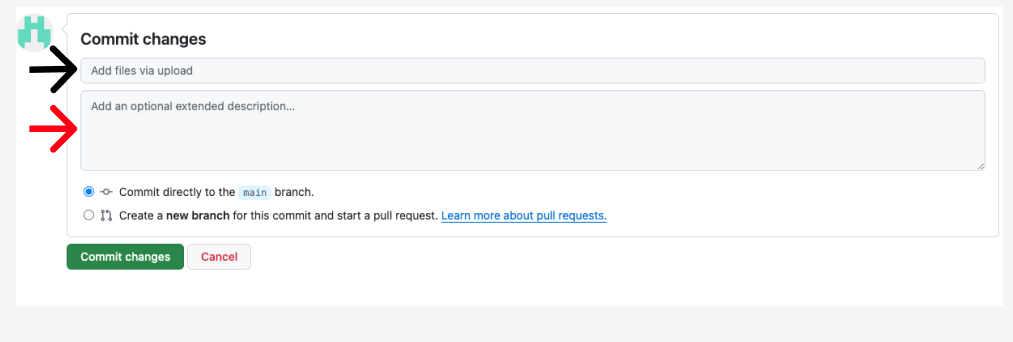 Commit changes
Add files via upload
Add an optional extended description...
Commit directly to the main branch.
Create a new branch for this commit and start a pull request. Learn more about pull requests.
Commit changes Cancel